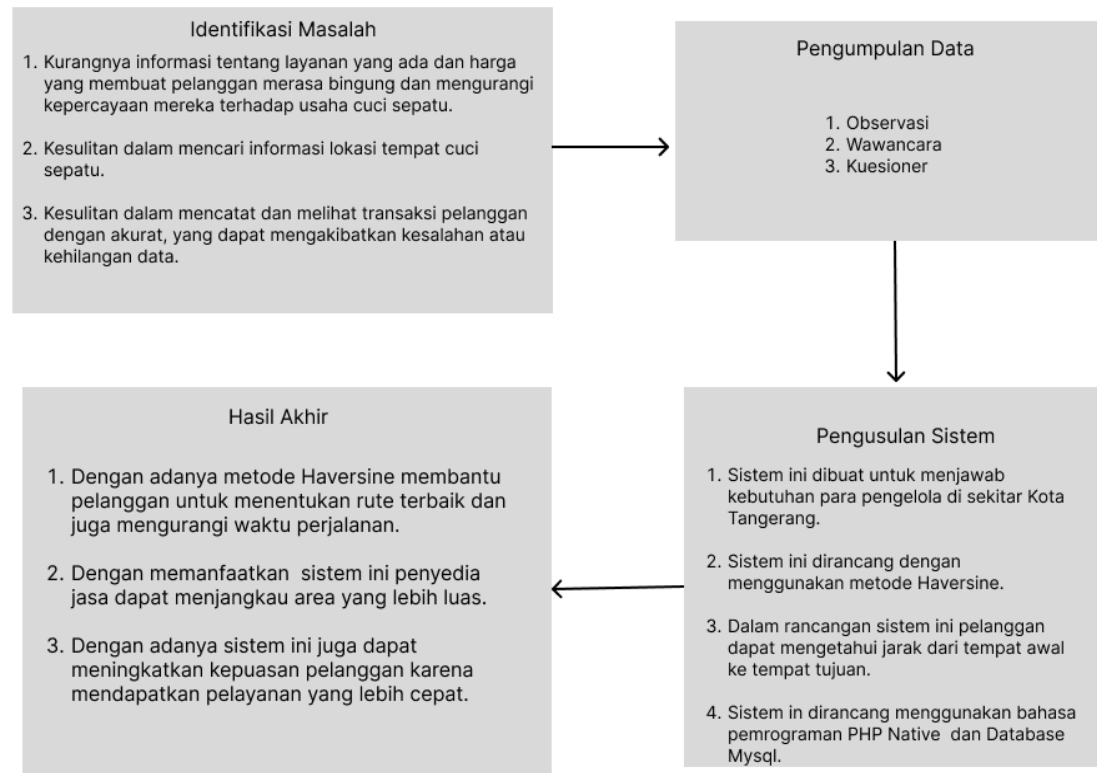 Identifikasi Masalah
1. Kurangnya informasi tentang layanan yang ada dan harga
yang membuat pelanggan merasa bingung dan mengurangi
kepercayaan mereka terhadap usaha cuci sepatu.
2. Kesulitan dalam mencari informasi lokasi tempat cuci
sepatu.
3. Kesulitan dalam mencatat dan melihat transaksi pelanggan
dengan akurat, yang dapat mengakibatkan kesalahan atau
kehilangan data.
Pengumpulan Data
1. Observasi
2. Wawancara
3. Kuesioner
Pengusulan Sistem
1. Sistem ini dibuat untuk menjawab
kebutuhan para pengelola di sekitar Kota
Tangerang.
2. Sistem ini dirancang dengan
menggunakan metode Haversine.
3. Dalam rancangan sistem ini pelanggan
dapat mengetahui jarak dari tempat awal
ke tempat tujuan.
4. Sistem in dirancang menggunakan bahasa
pemrograman PHP Native dan Database
Mysql.
Hasil Akhir
1. Dengan adanya metode Haversine membantu
pelanggan untuk menentukan rute terbaik dan
juga mengurangi waktu perjalanan.
2. Dengan memanfaatkan sistem ini penyedia
jasa dapat menjangkau area yang lebih luas.
3. Dengan adanya sistem ini juga dapat
meningkatkan kepuasan pelanggan karena
mendapatkan pelayanan yang lebih cepat.